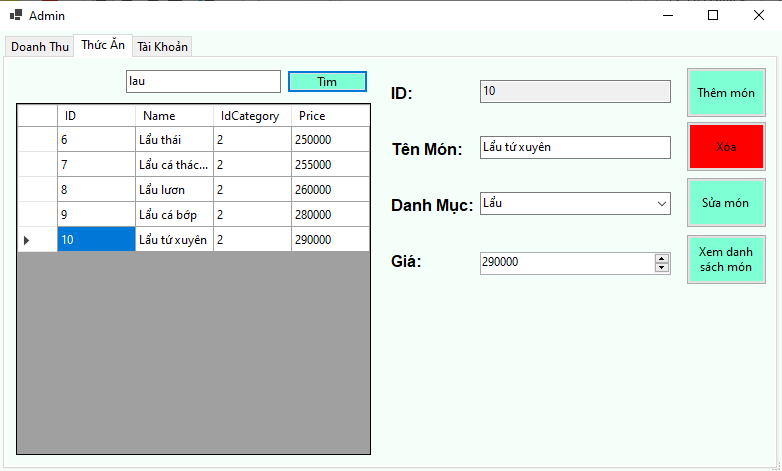 Admin
Doanh Thu Thức Ăn Tài Khoản
lau Tìm
ID Name IdCategory Price
6 Lẩu thái 2 250000
7 Lẩu cá thác... 2 255000
8 Lẩu lươn 2 260000
9 Lẩu cá bớp 2 280000
10 Lẩu tứ xuyên 2 290000
ID: 10
Tên Món: Lẩu tứ xuyên
Danh Mục: Lẩu
Giá: 290000
Thêm món
Xóa
Sửa món
Xem danh
sách món